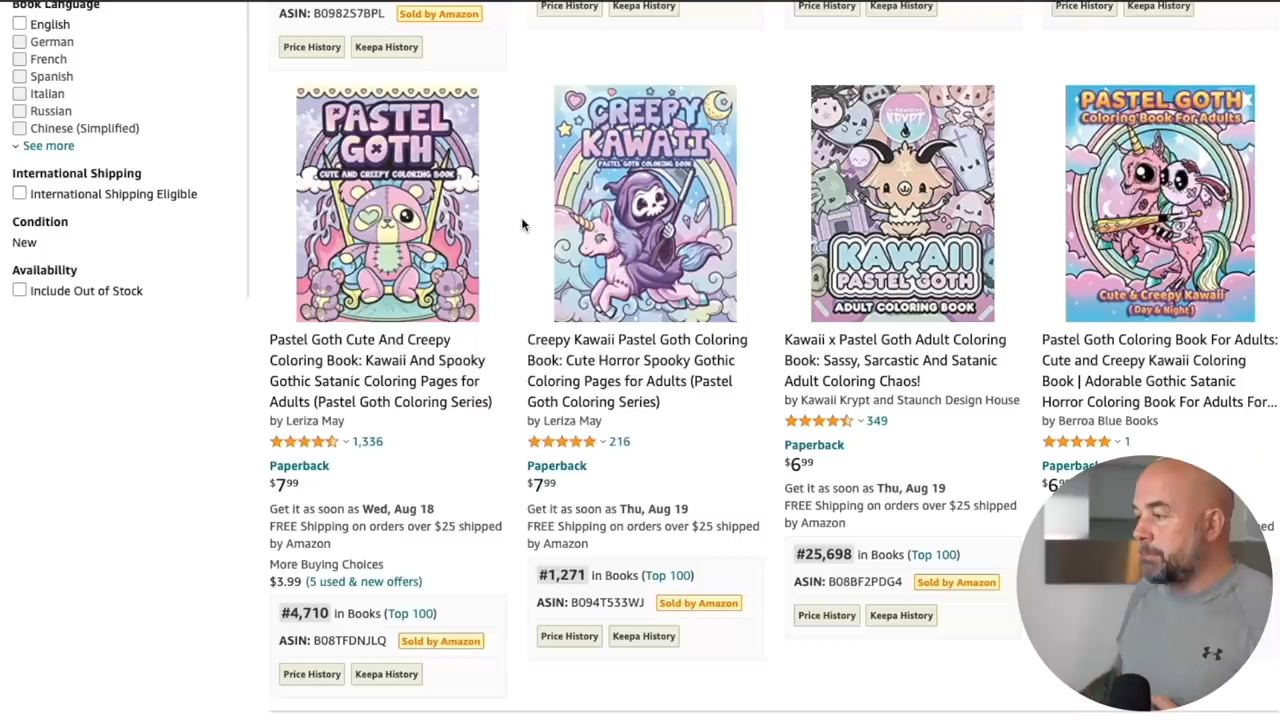 Book Language
English
German
French
Spanish
Italian
Russian
Chinese (Simplified)
See more
International Shipping
International Shipping Eligible
Condition
New
Availability
Include Out of Stock
ASIN: B0982S7BPL Sold by Amazon
Price History Keepa History
Price History Keepa History
Price History Keepa History
Price History Keepa History
PASTEL
GOTH
CUTE AND CREEPY COLORING BOOK
Pastel Goth Cute And Creepy
Coloring Book: Kawaii And Spooky
Gothic Satanic Coloring Pages for
Adults (Pastel Goth Coloring Series)
by Leriza May
1,336
Paperback
$7.99
Get it as soon as Wed, Aug 18
FREE Shipping on orders over $25 shipped
by Amazon
More Buying Choices
$3.99 (5 used & new offers)
#4,710 in Books (Top 100)
ASIN: B08TFDNJLQ Sold by Amazon
Price History Keepa History
CREEPY
KAWAII
PASTEL GOTH COLORING BOOK
Creepy Kawaii Pastel Goth Coloring
Book: Cute Horror Spooky Gothic
Coloring Pages for Adults (Pastel
Goth Coloring Series)
by Leriza May
216
Paperback
$7.99
Get it as soon as Thu, Aug 19
FREE Shipping on orders over $25 shipped
by Amazon
#1,271 in Books (Top 100)
ASIN: B094T533WJ Sold by Amazon
Price History Keepa History
KAWAII
KRYPT
KAWAII
X
PASTEL GOTH
ADULT COLORING BOOK
Kawaii x Pastel Goth Adult Coloring
Book: Sassy, Sarcastic And Satanic
Adult Coloring Chaos!
by Kawaii Krypt and Staunch Design House
349
Paperback
$6.99
Get it as soon as Thu, Aug 19
FREE Shipping on orders over $25 shipped
by Amazon
#25,698 in Books (Top 100)
ASIN: B08BF2PDG4 Sold by Amazon
Price History Keepa History
PASTEL GOTH
Coloring Book For Adults
Cute & Creepy Kawaii
(Day & Night)
Pastel Goth Coloring Book For Adults:
Cute and Creepy Kawaii Coloring
Book | Adorable Gothic Satanic
Horror Coloring Book For Adults For...
by Berroa Blue Books
1